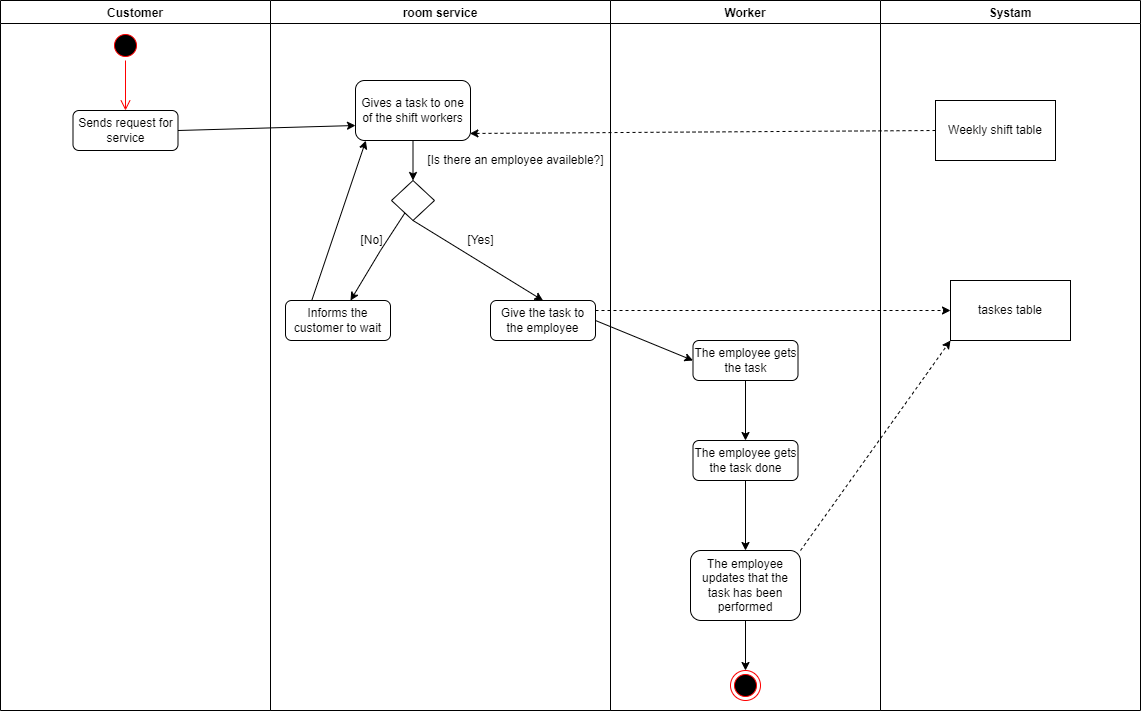 Customer
room service
Worker
Systam
Sends request for
service
Gives a task to one
of the shift workers
Weekly shift table
[Is there an employee availeble?]
[No]
[Yes]
Informs the
customer to wait
Give the task to
the employee
taskes table
The employee gets
the task
The employee gets
the task done
The employee
updates that the
task has been
performed